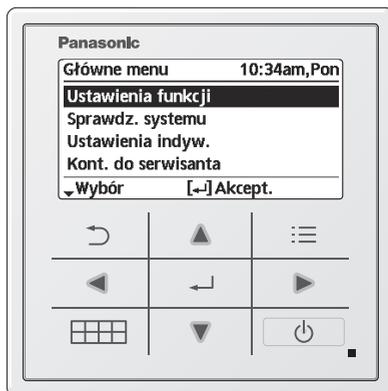 Panasonic
Główne menu 10:34am,Pon
Ustawienia funkcji
Sprawdz. systemu
Ustawienia indyw.
Kont. do serwisanta
Wybór [↵] Akcept.